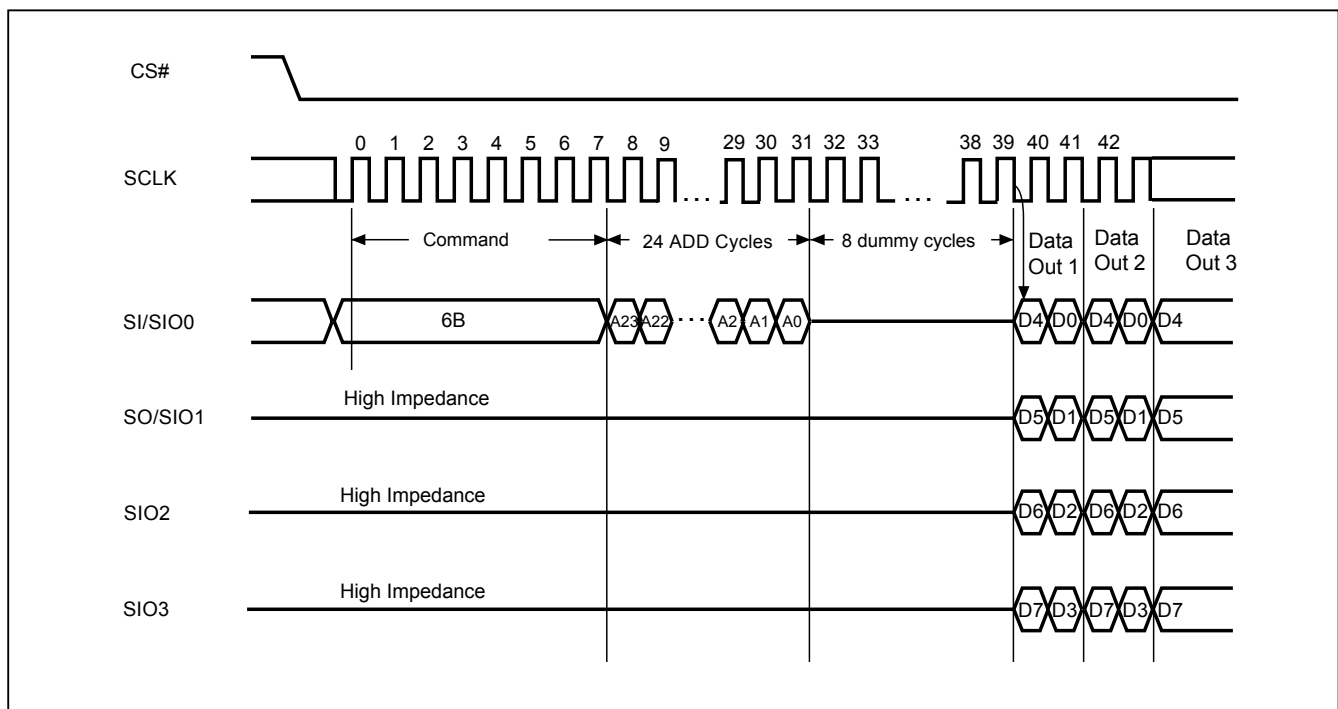 CS#
0 1 2 3 4 5 6 7 8 9 29 30 31 32 33 38 39 40 41 42
SCLK
Command 24 ADD Cycles 8 dummy cycles Data Out 1 Data Out 2 Data Out 3
SI/SIO0 6B A23 A22 A2 A1 A0 D4 D0 D4 D0 D4
High Impedance
SO/SIO1 D5 D1 D5 D1 D5
High Impedance
SIO2 D6 D2 D6 D2 D6
High Impedance
SIO3 D7 D3 D7 D3 D7